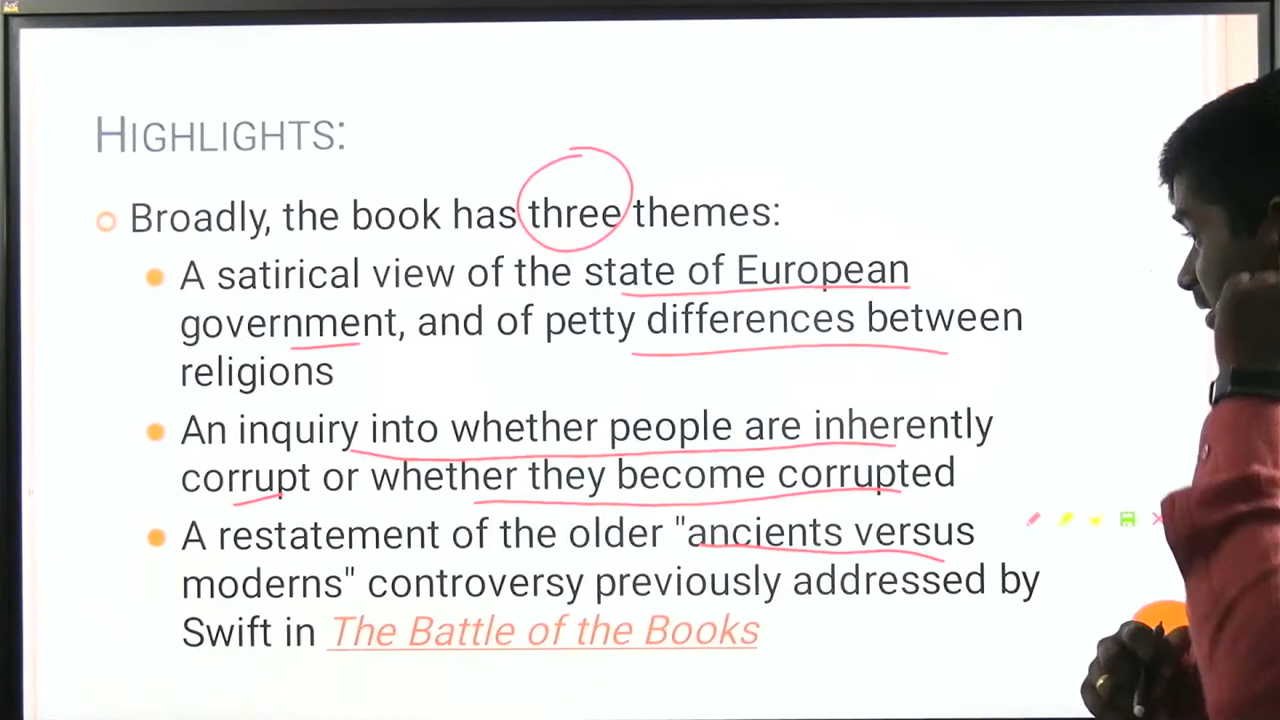 HIGHLIGHTS:
Broadly, the book has three themes:
A satirical view of the state of European
government, and of petty differences between
religions
An inquiry into whether people are inherently
corrupt or whether they become corrupted
A restatement of the older "ancients versus
moderns" controversy previously addressed by
Swift in The Battle of the Books